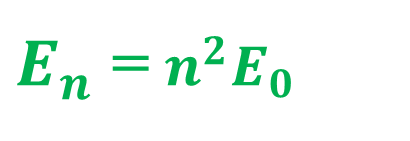 Eₙ = n²E₀